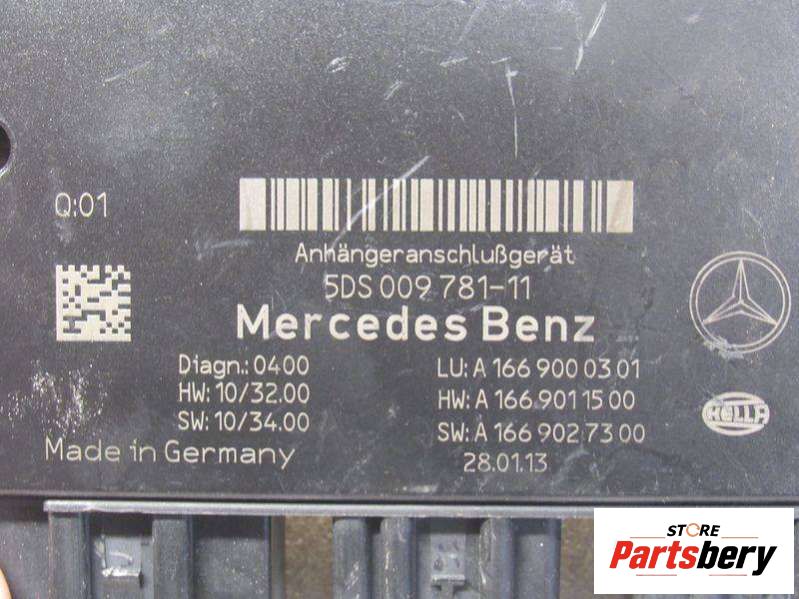 Q:01
Anhängeranschlußgerät
5DS 009 781-11
Mercedes Benz
Diagn.: 0400
HW: 10/32.00
SW: 10/34.00
LU: A 166 900 03 01
HW: A 166 901 15 00
SW: A 166 902 73 00
Made in Germany
28.01.13
HELLA
STORE
Partsbery